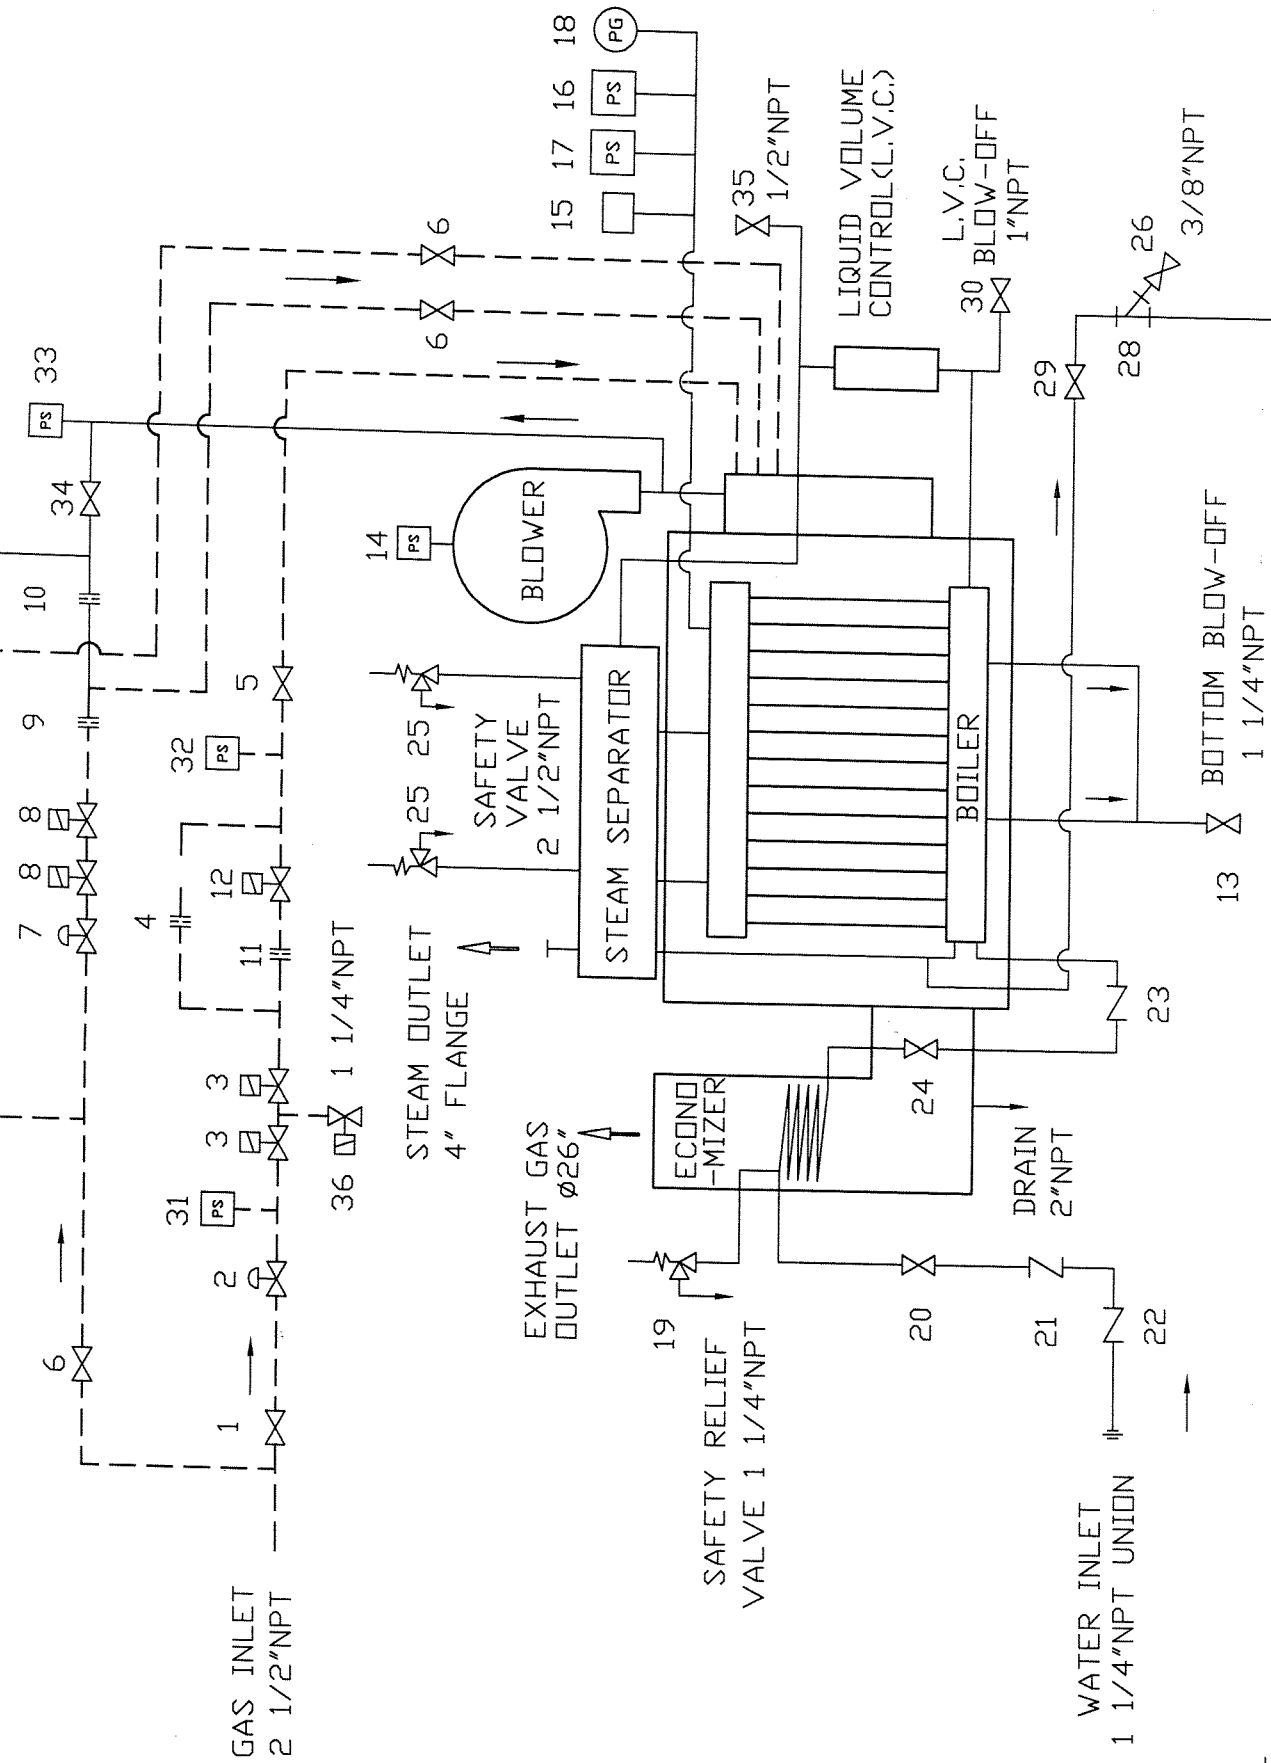 33
34
10
9
8
8
7
6
32
5
12
4
11
3
3
36
1 1/4"NPT
31
2
1
GAS INLET
2 1/2"NPT
PS
PS
PS
6
6
18
PG
16
PS
17
PS
15
35
1/2"NPT
LIQUID VOLUME
CONTROL(L.V.C.)
L.V.C.
30 BLOW-OFF
1"NPT
26
3/8"NPT
28
29
14
PS
BLOWER
25
25
SAFETY
VALVE
2 1/2"NPT
STEAM SEPARATOR
BOILER
STEAM OUTLET
4" FLANGE
EXHAUST GAS
OUTLET ø26"
ECONO
-MIZER
24
23
DRAIN
2"NPT
13
BOTTOM BLOW-OFF
1 1/4"NPT
19
SAFETY RELIEF
VALVE 1 1/4"NPT
20
21
22
WATER INLET
1 1/4"NPT UNION